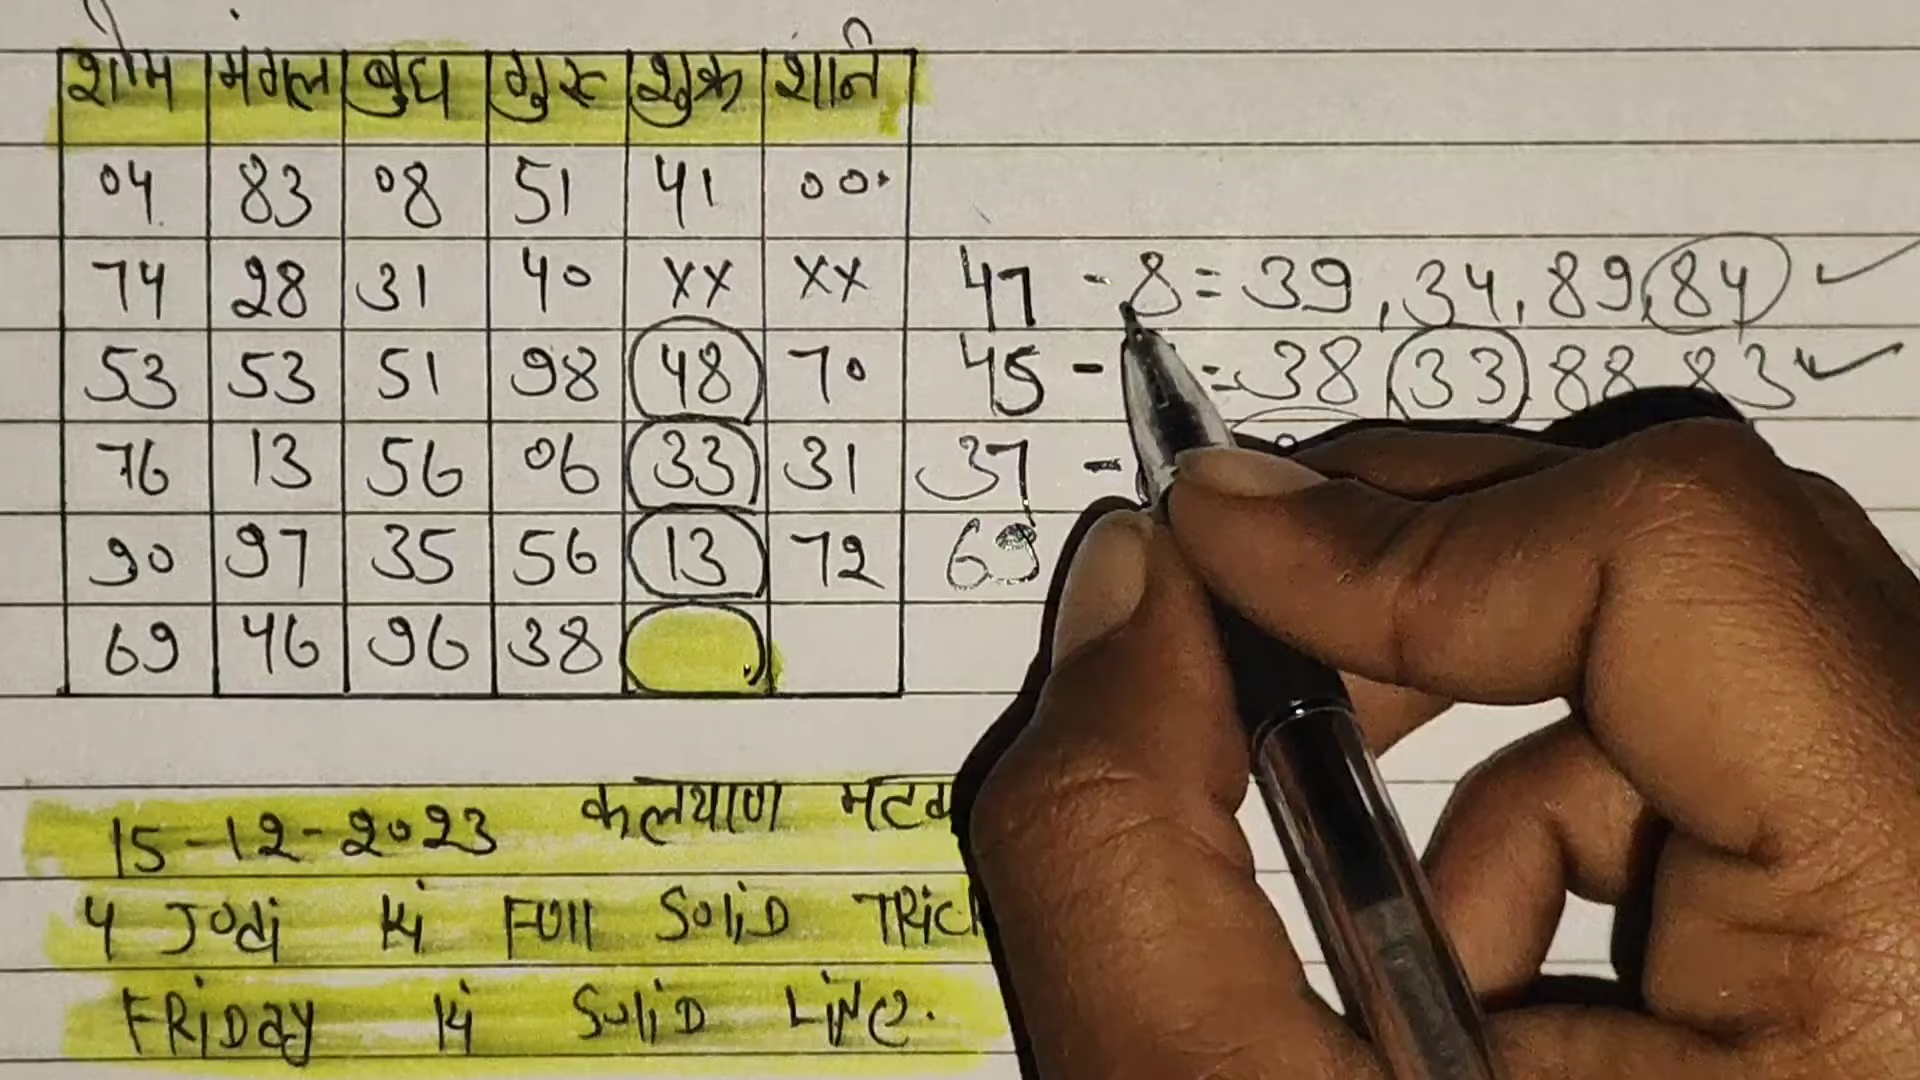 शोम मंगल बुध गुरु शुक्र शनि
04 83 08 51 41 00
74 28 31 40 XX XX 47 - 8 = 39, 34, 89, 84
53 53 51 98 48 70 45 - = 38 33 88 83
76 13 56 06 33 31 37 -
90 97 35 56 13 72 69
69 46 96 38
15-12-2023 कलयाण
4 Jodi Ki Full Solid
Friday Ki Solid Line.